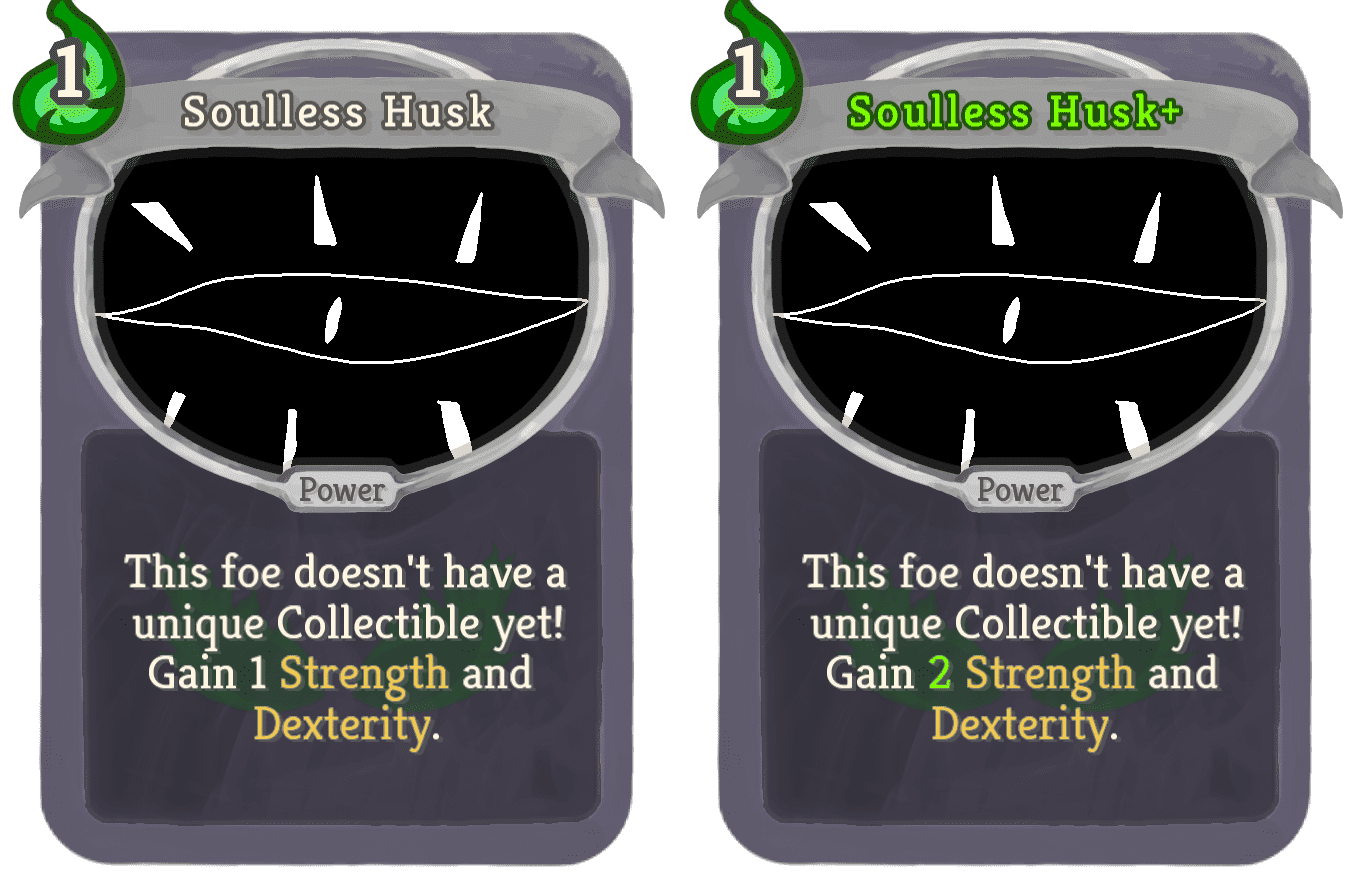 1
Soulless Husk
Power
This foe doesn't have a
unique Collectible yet!
Gain 1 Strength and
Dexterity.
1
Soulless Husk+
Power
This foe doesn't have a
unique Collectible yet!
Gain 2 Strength and
Dexterity.